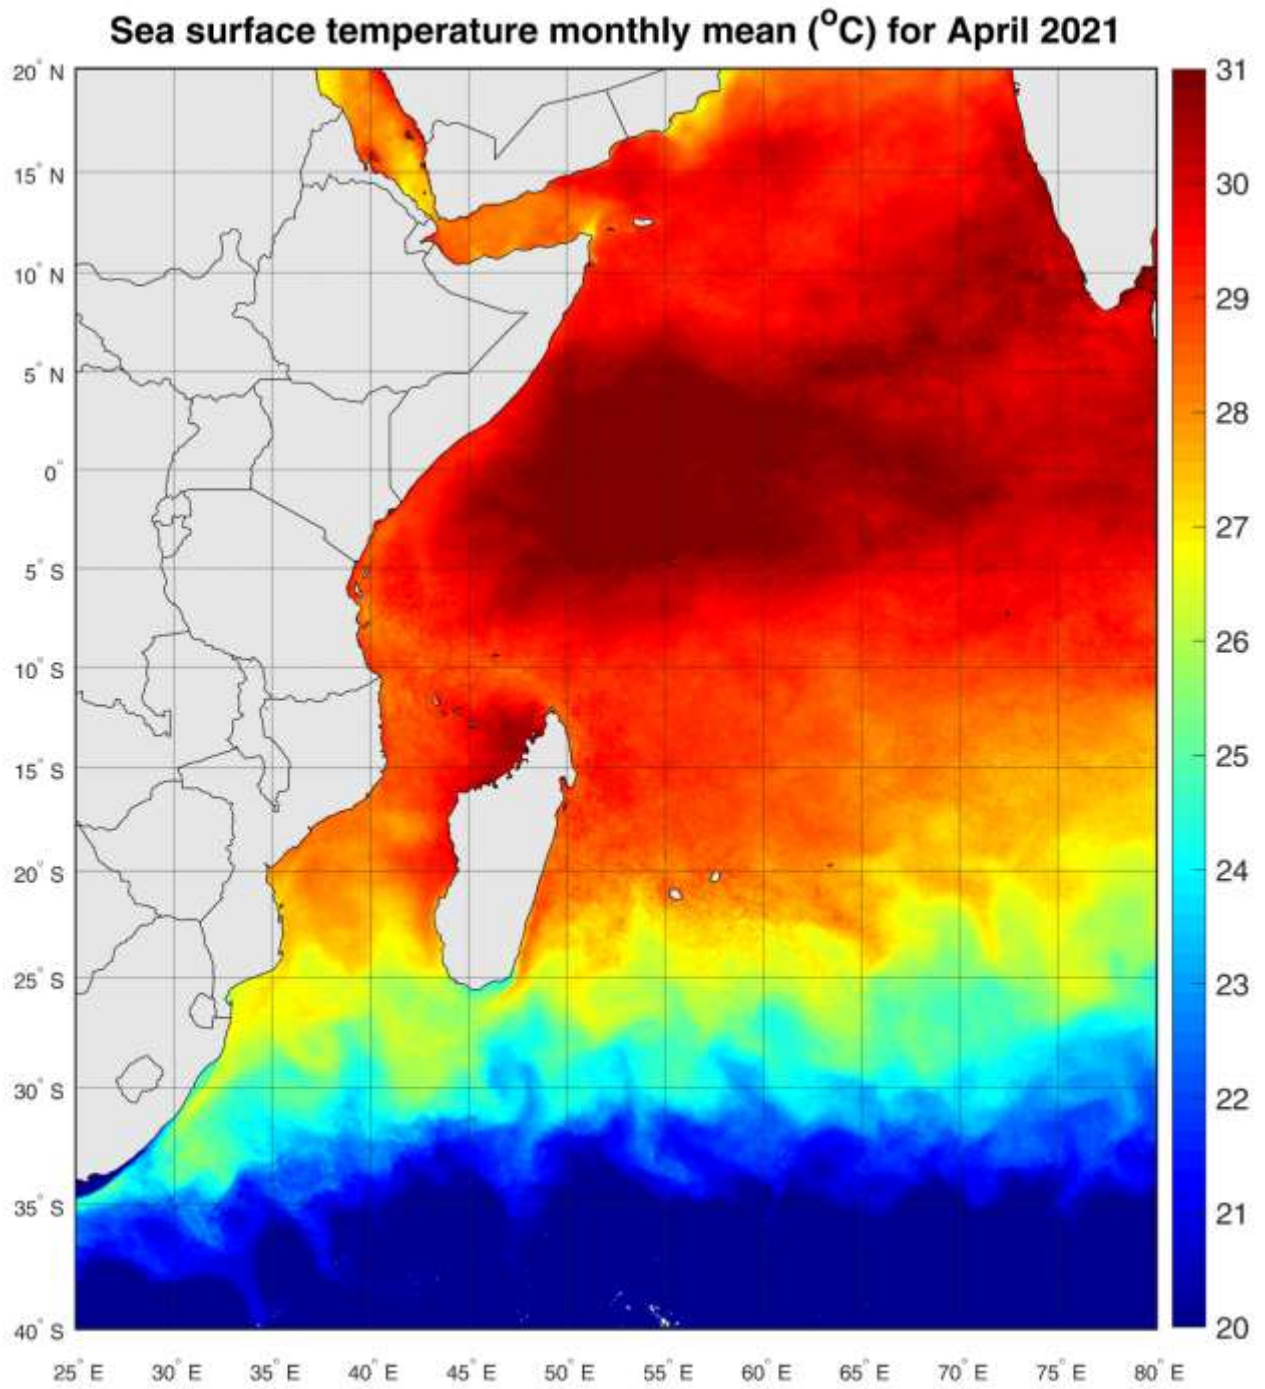 Sea surface temperature monthly mean (°C) for April 2021
20° N
15° N
10° N
5° N
0°
5° S
10° S
15° S
20° S
25° S
30° S
35° S
40° S
25° E 30° E 35° E 40° E 45° E 50° E 55° E 60° E 65° E 70° E 75° E 80° E
31
30
29
28
27
26
25
24
23
22
21
20